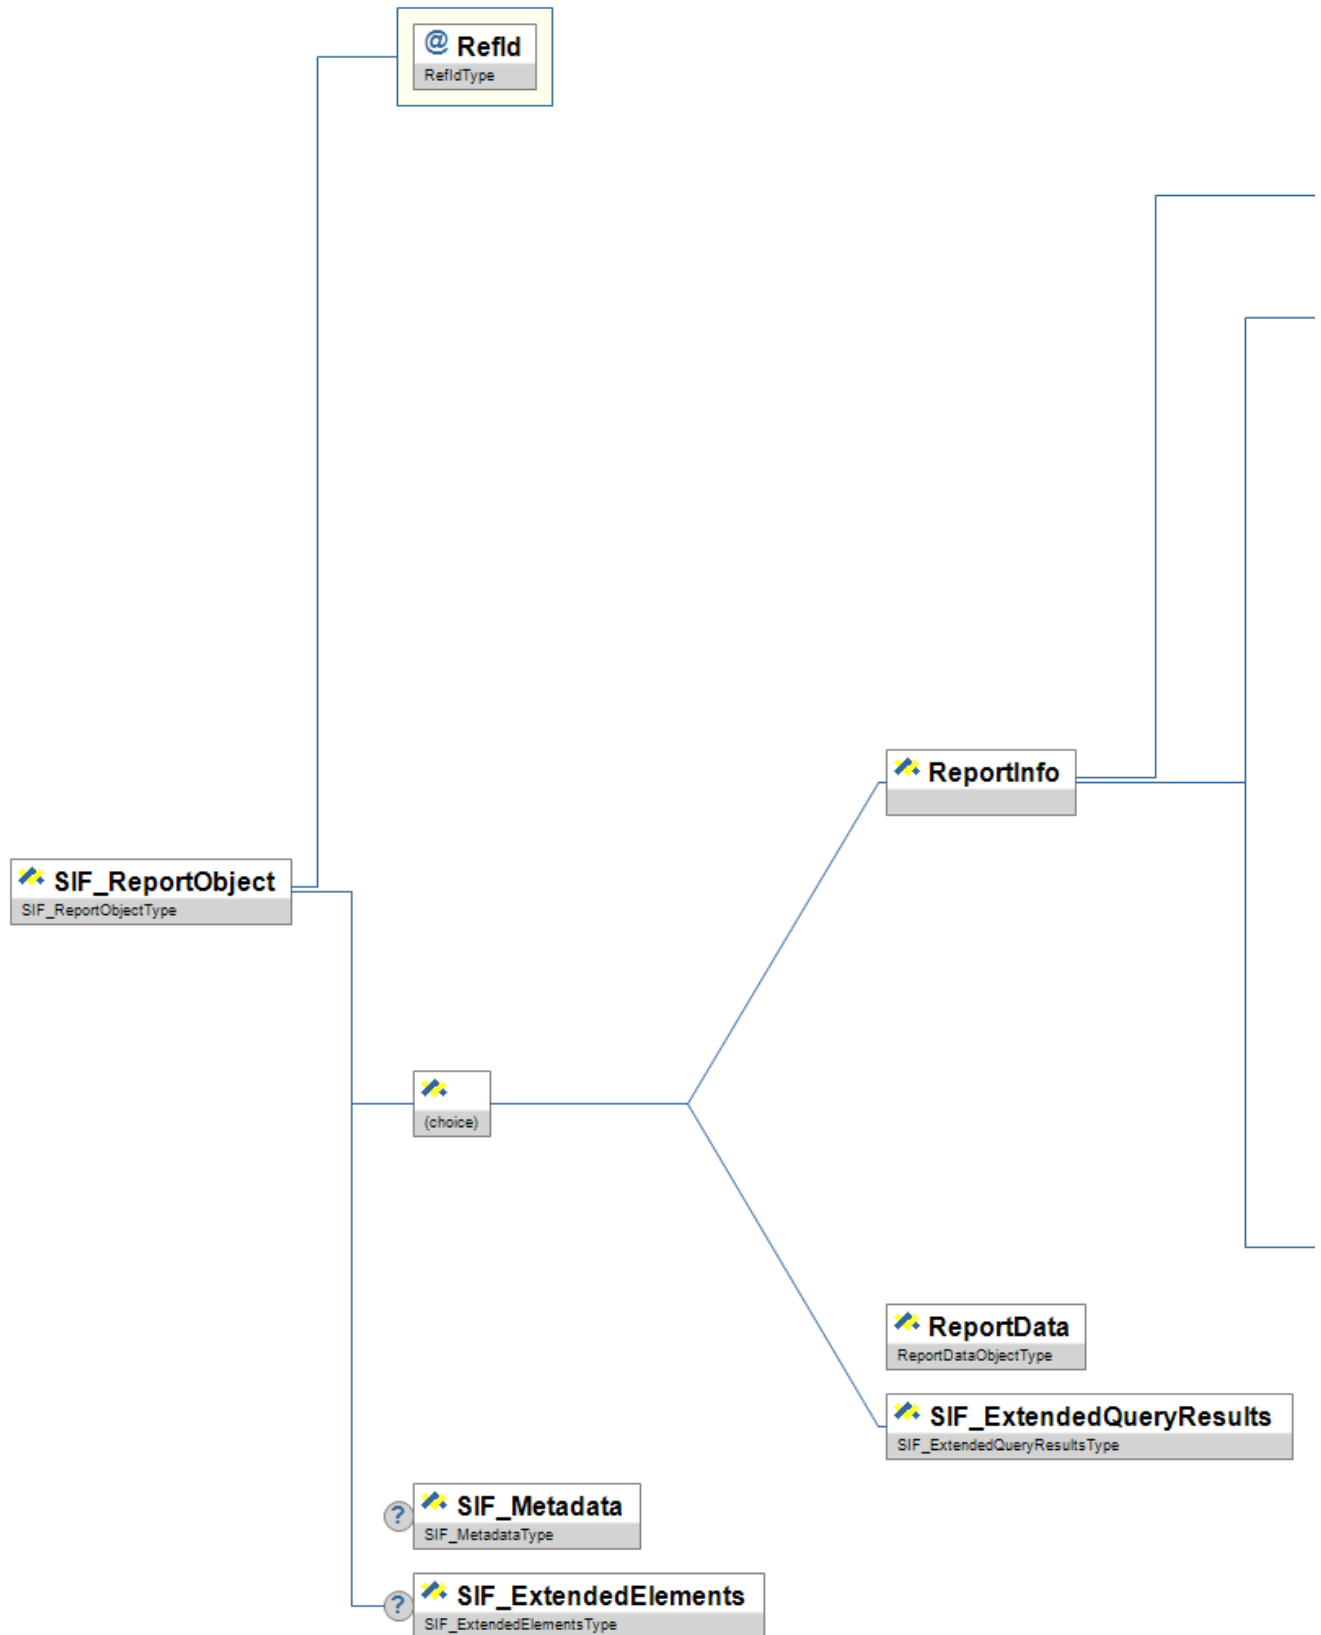 @ RefId
RefIdType
ReportInfo
SIF_ReportObject
SIF_ReportObjectType
(choice)
ReportData
ReportDataObjectType
SIF_ExtendedQueryResults
SIF_ExtendedQueryResultsType
? SIF_Metadata
SIF_MetadataType
? SIF_ExtendedElements
SIF_ExtendedElementsType